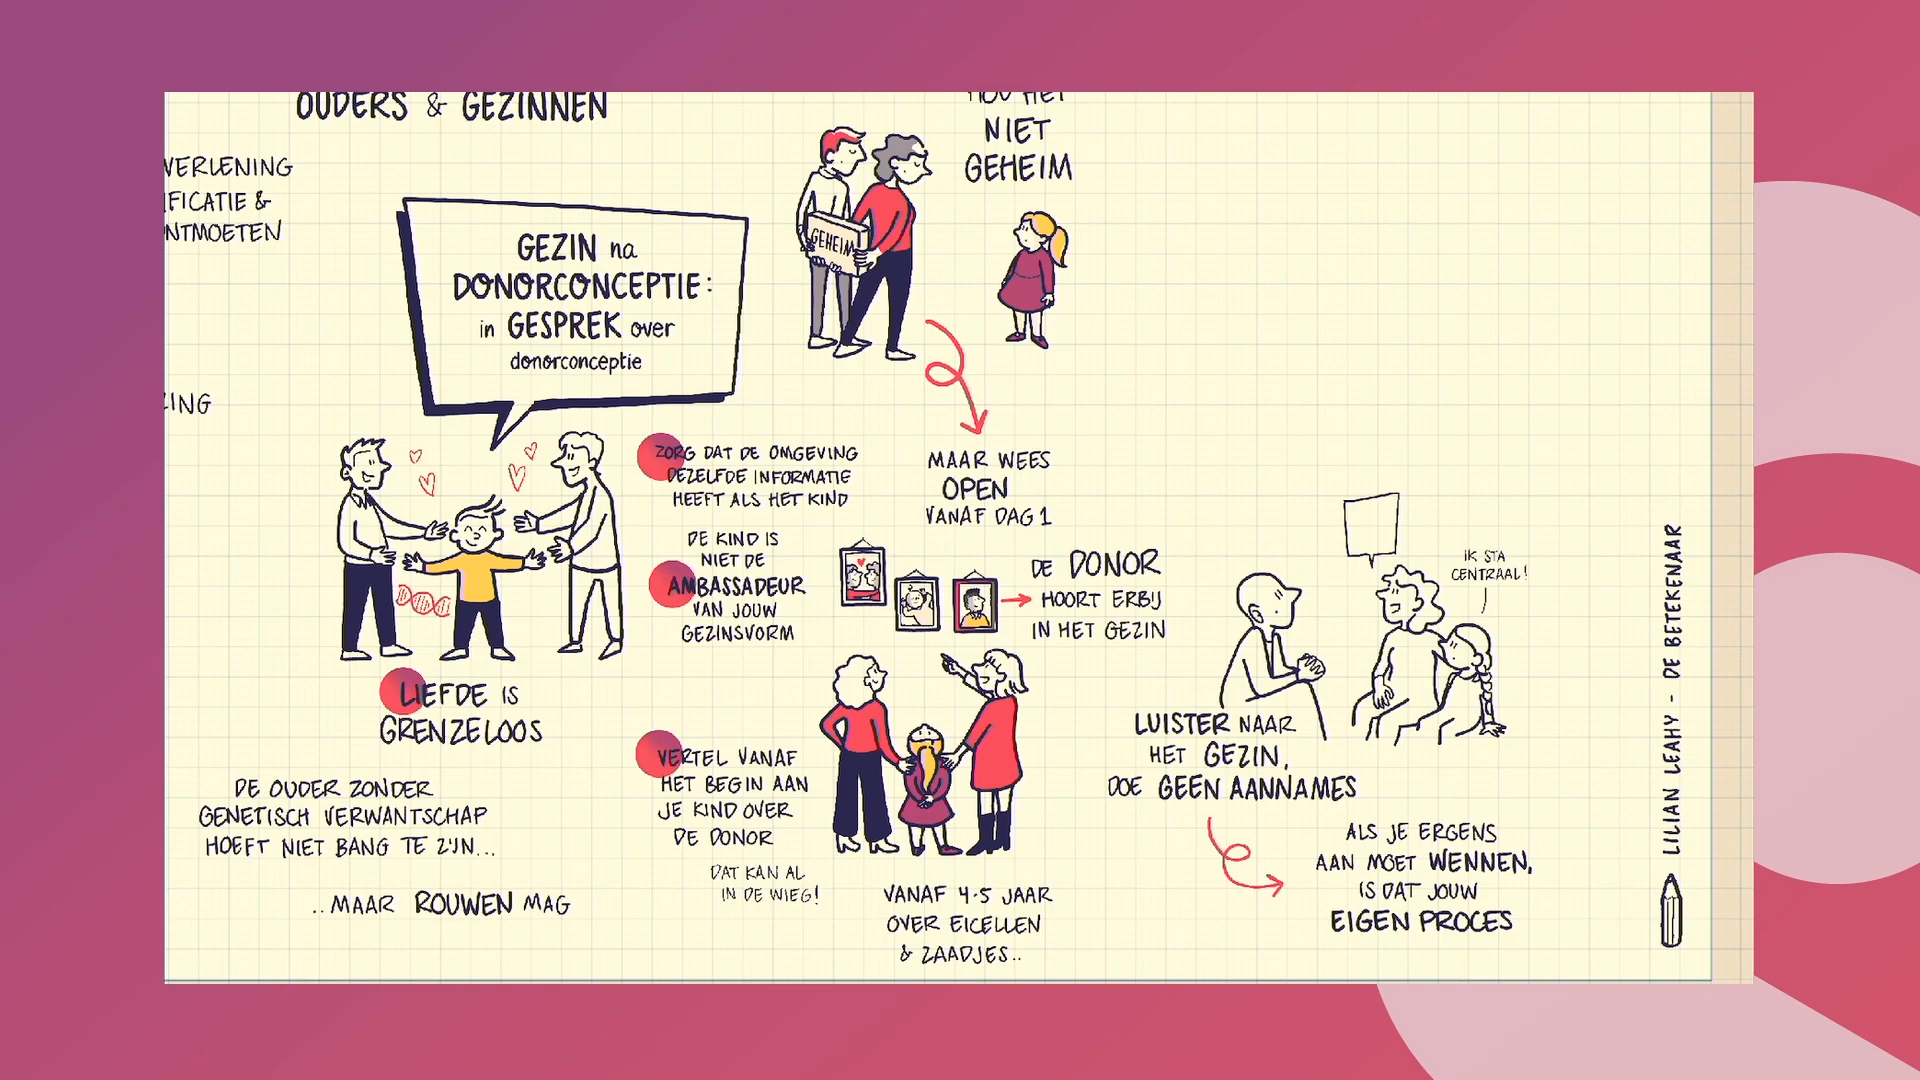 OUDERS & GEZINNEN
NIET
GEHEIM
GEHEIM
GEZIN na
DONORCONCEPTIE:
in GESPREK over
donorconceptie
ZORG DAT DE OMGEVING
DEZELFDE INFORMATIE
HEEFT ALS HET KIND
MAAR WEES
OPEN
VANAF DAG 1
DE KIND IS
NIET DE
AMBASSADEUR
VAN JOUW
GEZINSVORM
DE DONOR
HOORT ERBIJ
IN HET GEZIN
IK STA
CENTRAAL!
LIEFDE IS
GRENZELOOS
DE OUDER ZONDER
GENETISCH VERWANTSCHAP
HOEFT NIET BANG TE ZIJN...
..MAAR ROUWEN MAG
VERTEL VANAF
HET BEGIN AAN
JE KIND OVER
DE DONOR
DAT KAN AL
IN DE WIEG!
VANAF 4-5 JAAR
OVER EICELLEN
& ZAADJES..
LUISTER NAAR
HET GEZIN,
DOE GEEN AANNAMES
ALS JE ERGENS
AAN MOET WENNEN,
IS DAT JOUW
EIGEN PROCES
LILIAN LEAHY - DE BETEKENAAR